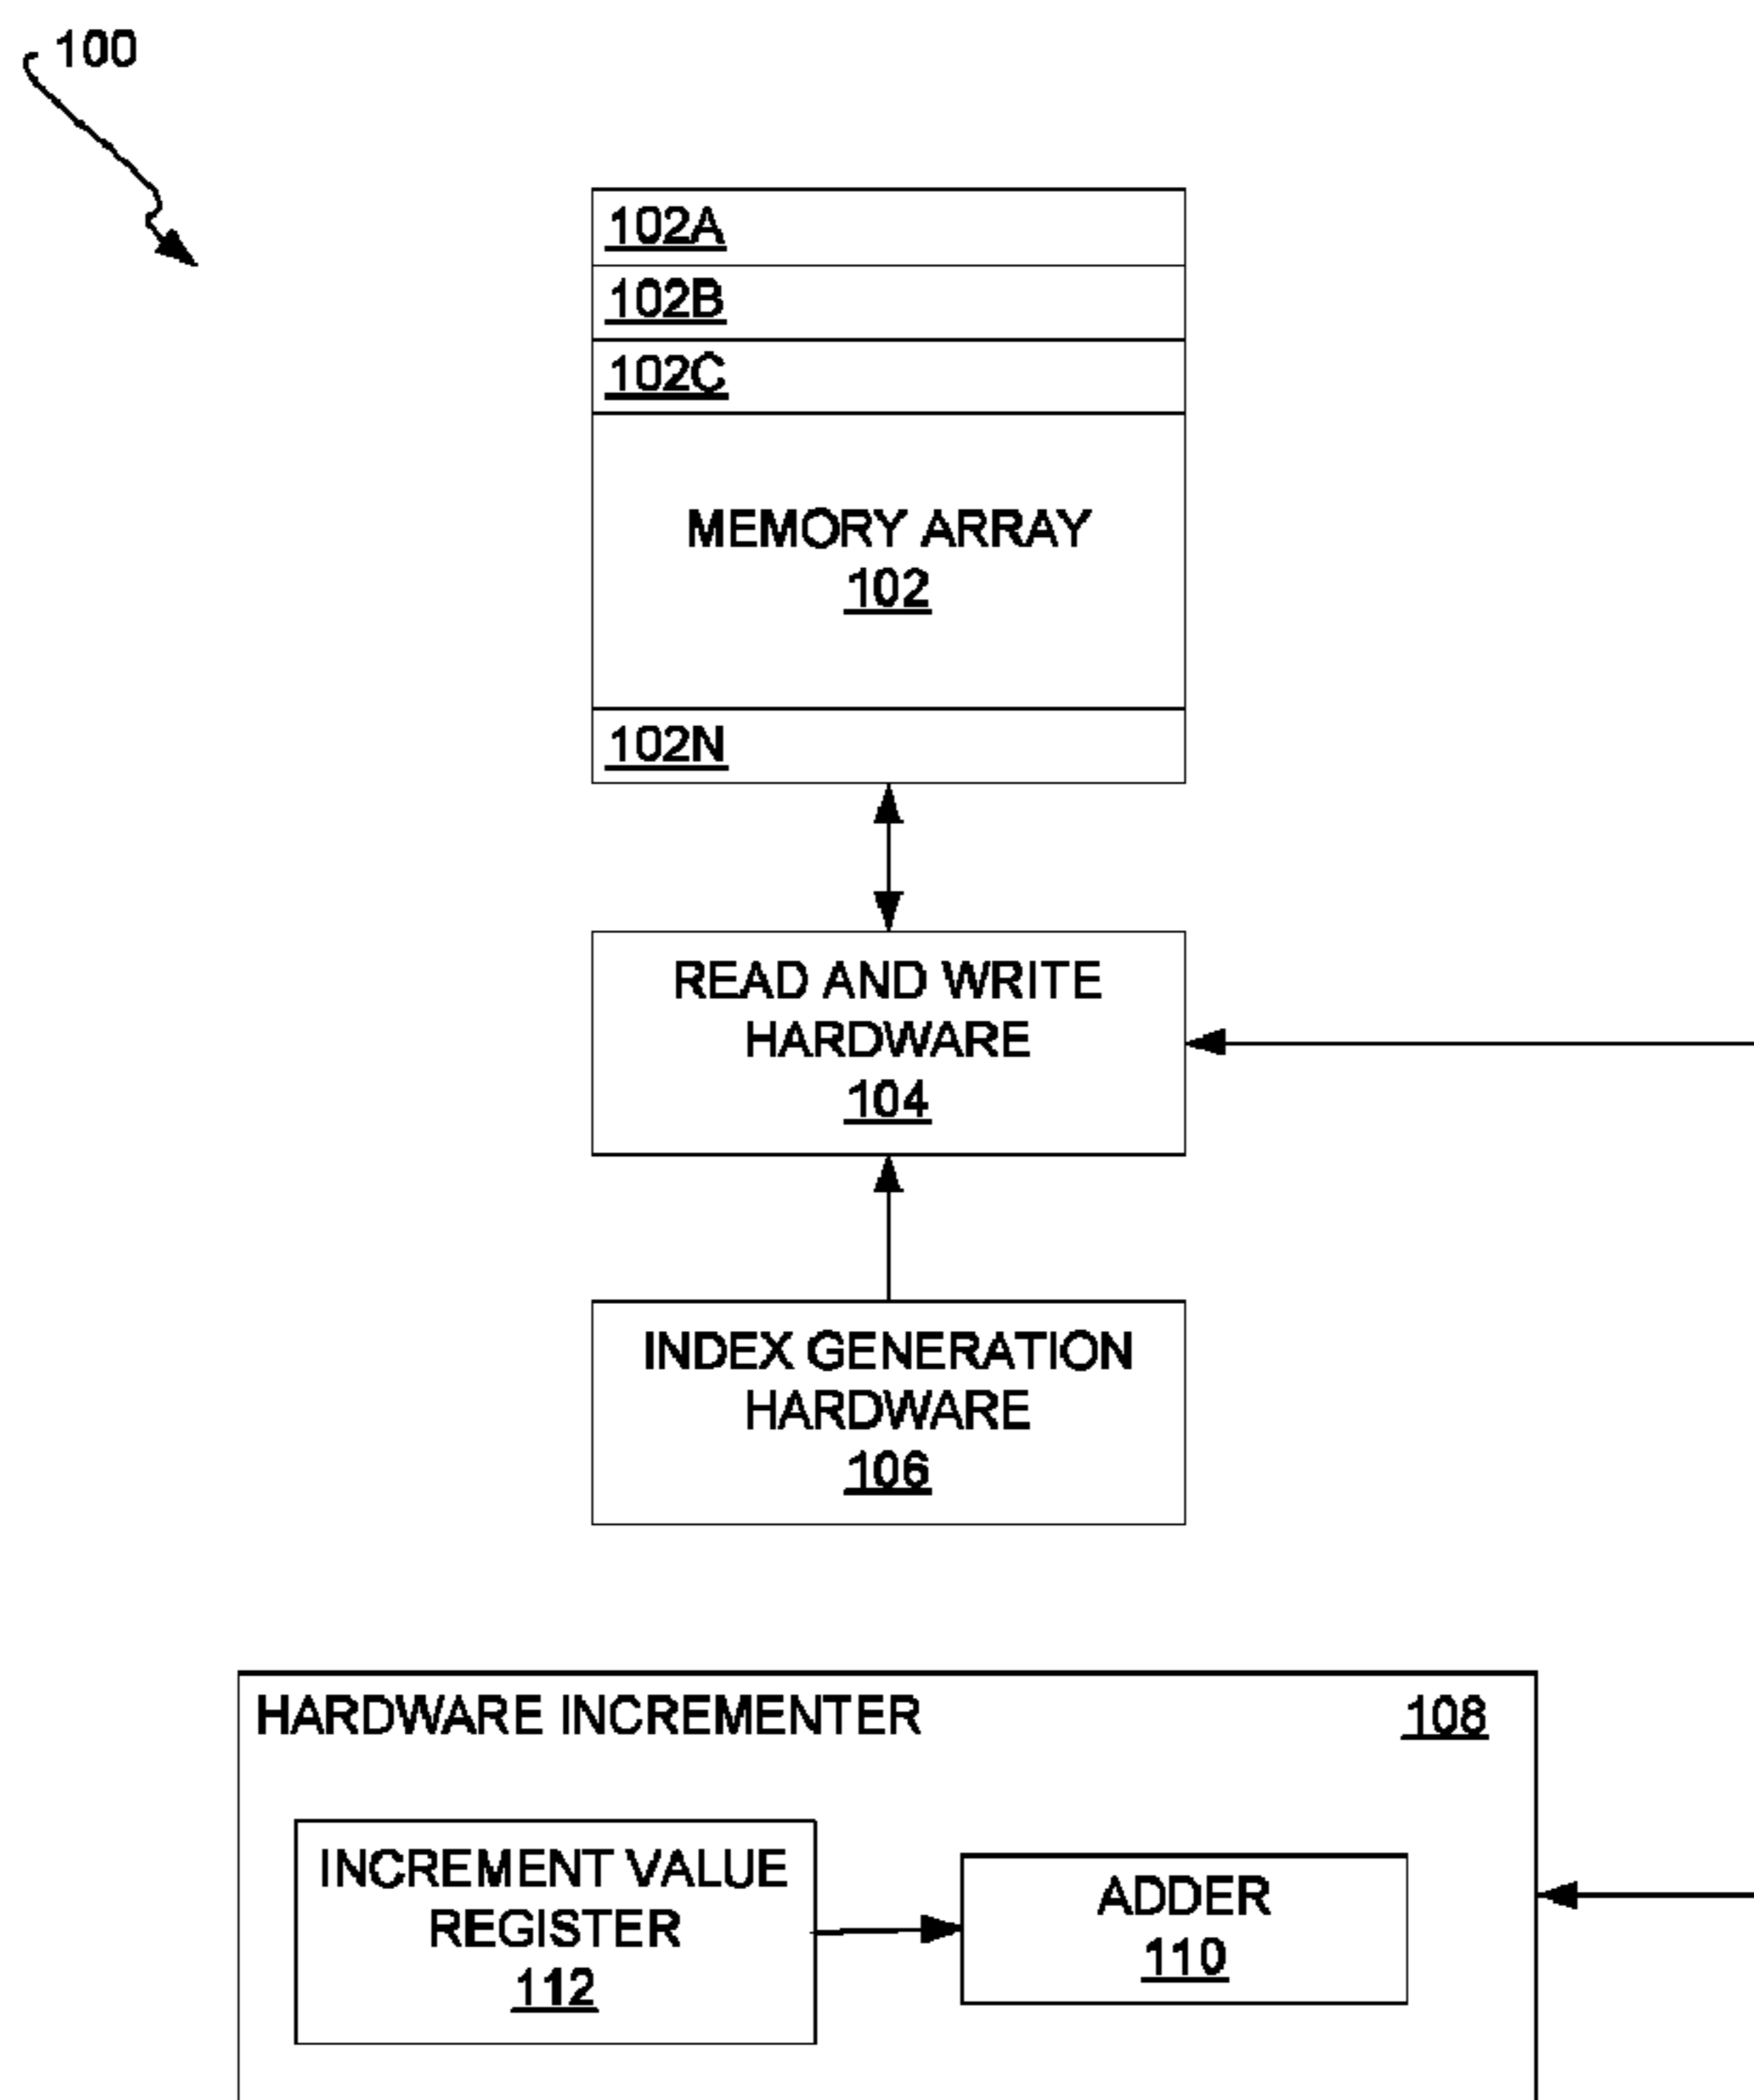 100
102A
102B
102C
MEMORY ARRAY
102
102N
READ AND WRITE
HARDWARE
104
INDEX GENERATION
HARDWARE
106
HARDWARE INCREMENTER 108
INCREMENT VALUE
REGISTER
112
ADDER
110